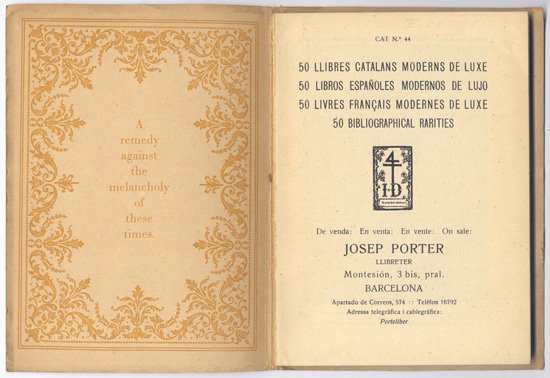 A
remedy
against
the
melancholy
of
these
times.
CAT N.º 44
50 LLIBRES CATALANS MODERNS DE LUXE
50 LIBROS ESPAÑOLES MODERNOS DE LUJO
50 LIVRES FRANÇAIS MODERNES DE LUXE
50 BIBLIOGRAPHICAL RARITIES
De venda: En venta: En vente: On sale:
JOSEP PORTER
LLIBRETER
Montesión, 3 bis, pral.
BARCELONA
Apartado de Correos, 574 :: Telèfon 16792
Adressa telegràfica i cablegràfica:
Porteliber